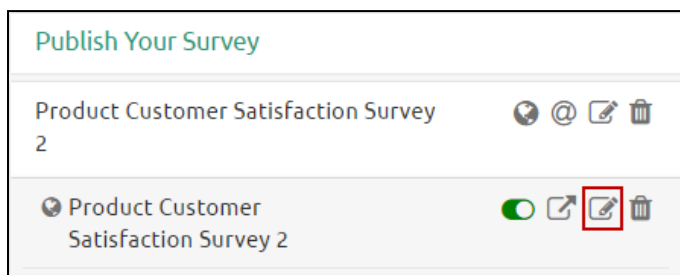 Publish Your Survey
Product Customer Satisfaction Survey
2
Product Customer
Satisfaction Survey 2